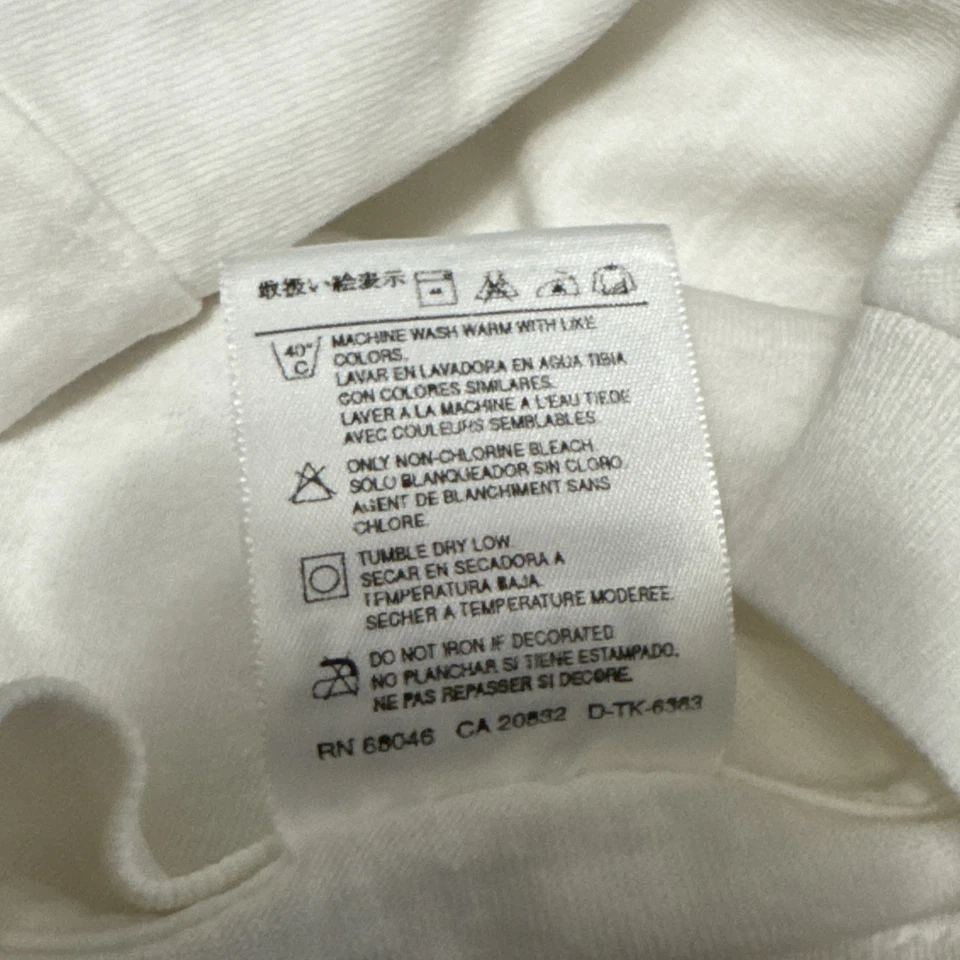 取扱い絵表示
MACHINE WASH WARM WITH LIKE
40°
C
COLORS.
LAVAR EN LAVADORA EN AGUA TIBIA
CON COLORES SIMILARES.
LAVER A LA MACHINE A L'EAU TIEDE
AVEC COULEURS SEMBLABLES.
ONLY NON-CHLORINE BLEACH.
SOLO BLANQUEADOR SIN CLORO.
AGENT DE BLANCHIMENT SANS
CHLORE.
TUMBLE DRY LOW.
SECAR EN SECADORA A
TEMPERATURA BAJA.
SECHER A TEMPERATURE MODEREE.
DO NOT IRON IF DECORATED.
NO PLANCHAR SI TIENE ESTAMPADO.
NE PAS REPASSER SI DECORE.
RN 68046 CA 20832 D-TK-6383